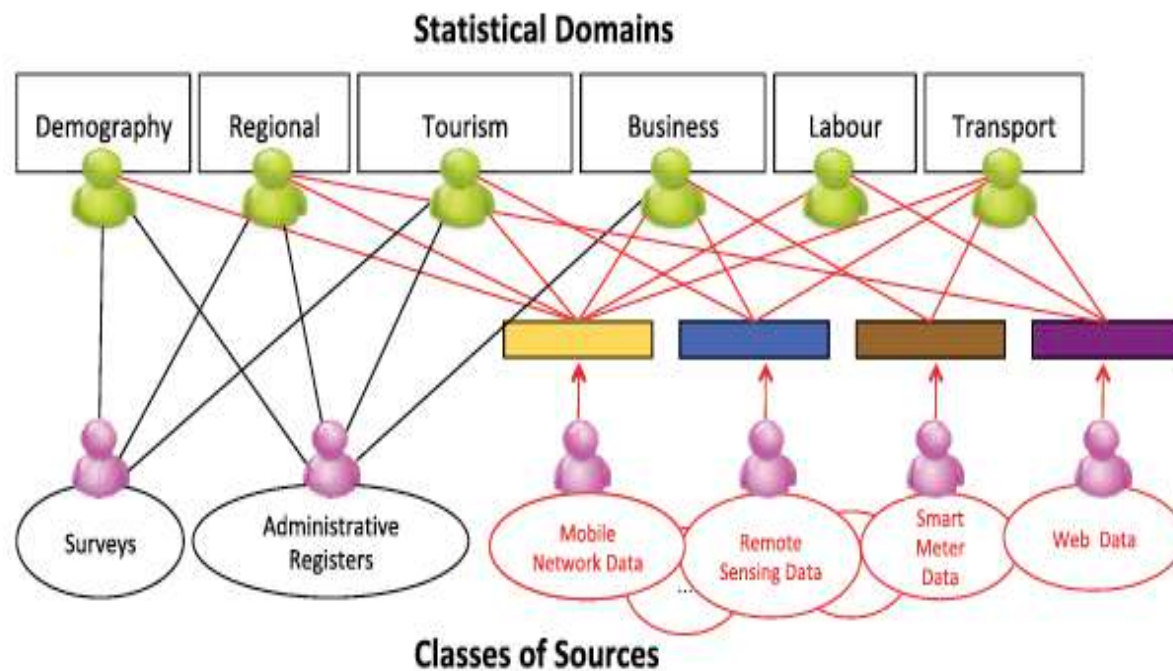 Statistical Domains
Demography
Regional
Tourism
Business
Labour
Transport
Surveys
Administrative
Registers
Mobile
Network Data
...
Remote
Sensing Data
Smart
Meter
Data
Web Data
Classes of Sources